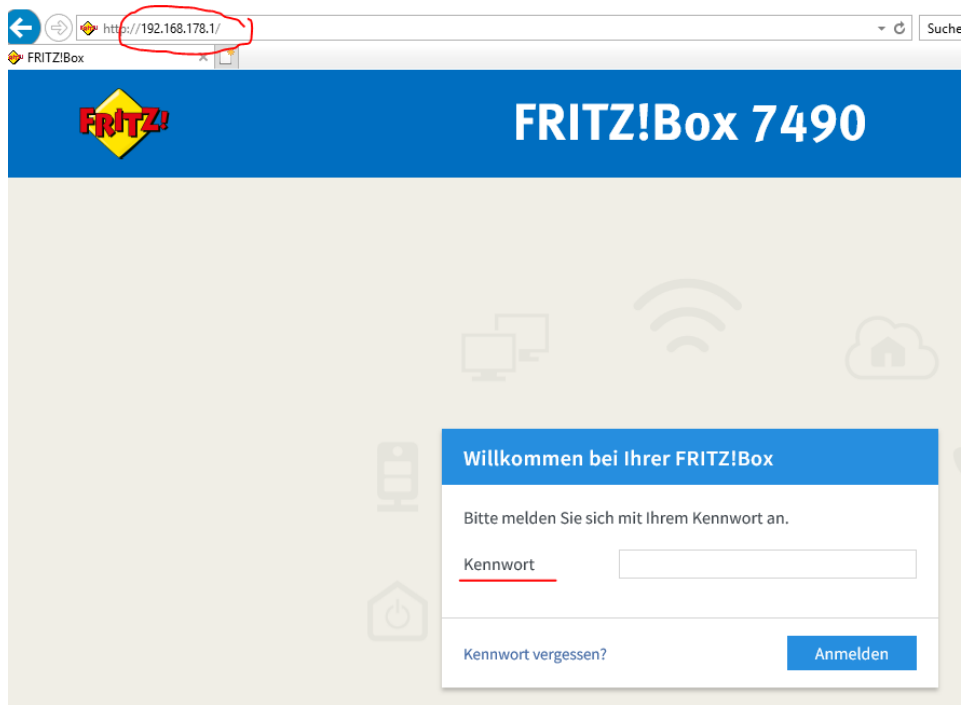 http://192.168.178.1/
Suche
FRITZ!Box
FRITZ!
FRITZ!Box 7490
Willkommen bei Ihrer FRITZ!Box
Bitte melden Sie sich mit Ihrem Kennwort an.
Kennwort
Kennwort vergessen?
Anmelden